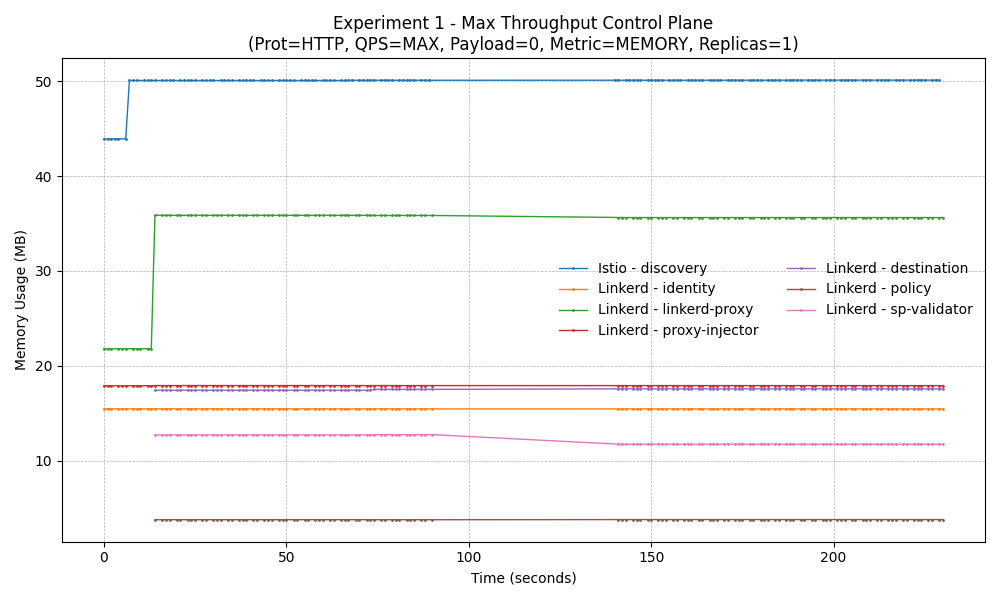 Experiment 1 - Max Throughput Control Plane
(Prot=HTTP, QPS=MAX, Payload=0, Metric=MEMORY, Replicas=1)
Memory Usage (MB)
50
40
30
20
10
Istio - discovery
Linkerd - identity
Linkerd - linkerd-proxy
Linkerd - proxy-injector
Linkerd - destination
Linkerd - policy
Linkerd - sp-validator
0 50 100 150 200
Time (seconds)